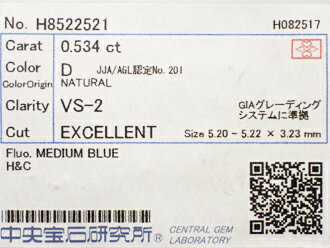 No. H8522521 H082517
Carat 0.534 ct
Color D JJA/AGL認定No.201
ColorOrigin NATURAL
Clarity VS-2 GIAグレーディング
システムに準拠
Cut EXCELLENT Size 5.20 - 5.22 × 3.23 mm
Fluo. MEDIUM BLUE
H&C
中央宝石研究所® CENTRAL GEM
LABORATORY